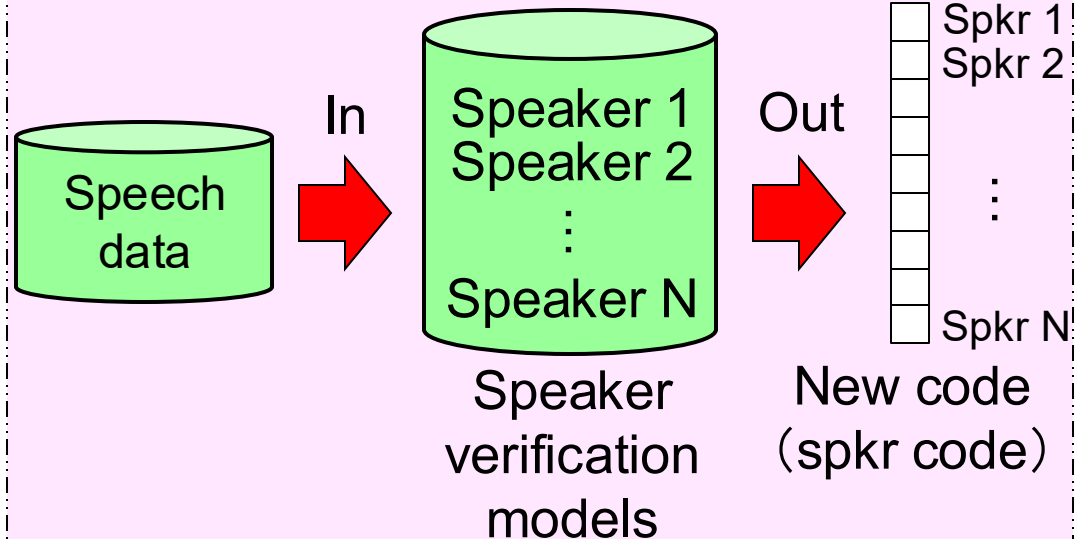 Speech
data
In
Speaker 1
Speaker 2
⋮
Speaker N
Speaker
verification
models
Out
Spkr 1
Spkr 2
⋮
Spkr N
New code
（spkr code）